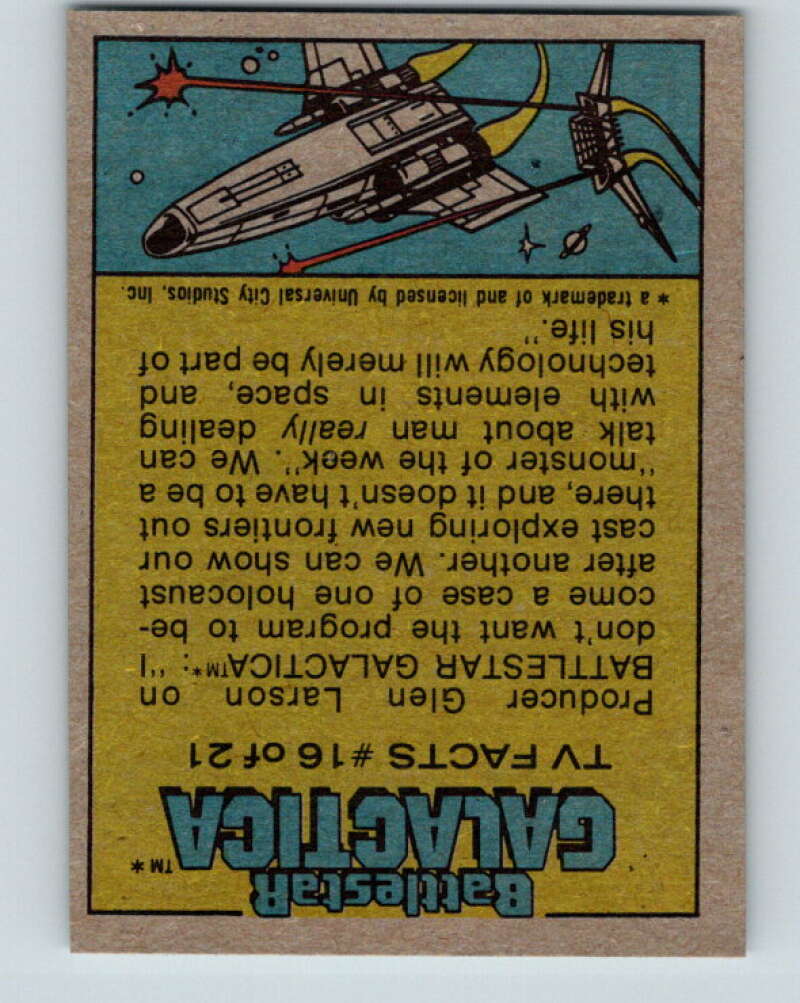 BattlestaR
GALACTICA™*
TV FACTS #16 of 21
Producer Glen Larson on
BATTLESTAR GALACTICA™*: "I
don't want the program to be-
come a case of one holocaust
after another. We can show our
cast exploring new frontiers out
there, and it doesn't have to be a
"monster of the week". We can
talk about man really dealing
with elements in space, and
technology will merely be part of
his life."
* a trademark of and licensed by Universal City Studios, Inc.